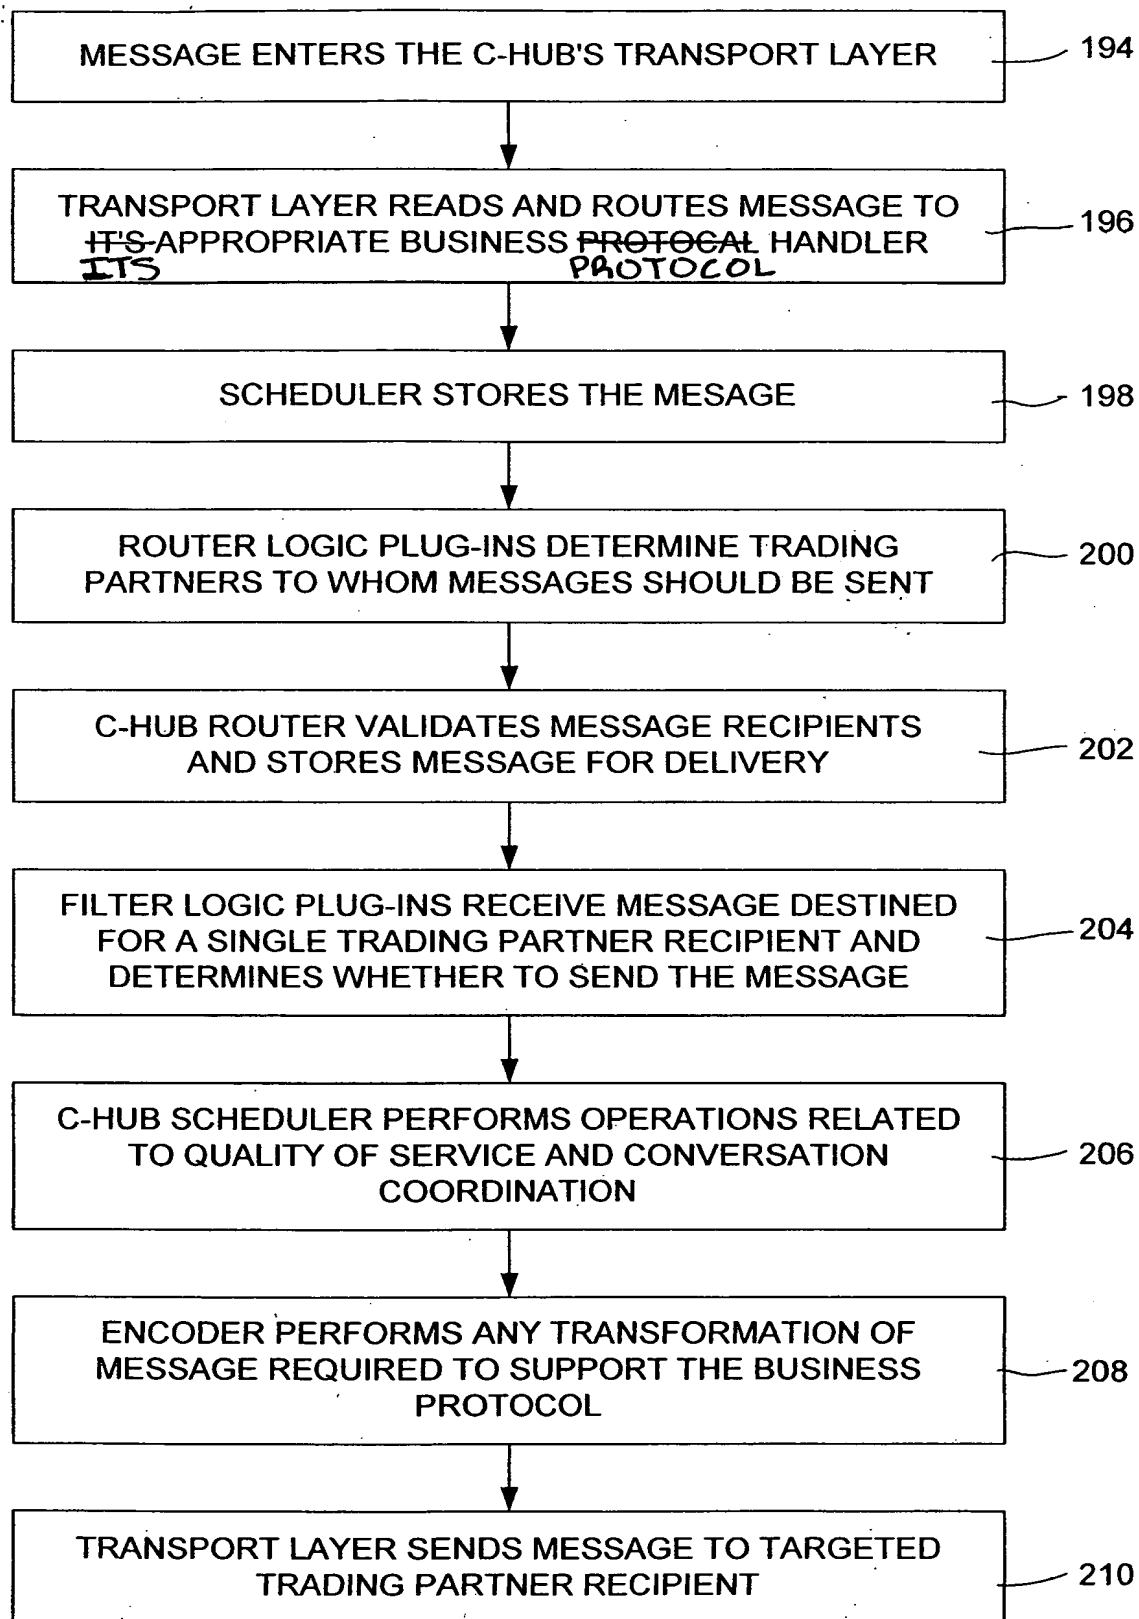 MESSAGE ENTERS THE C-HUB'S TRANSPORT LAYER
194
TRANSPORT LAYER READS AND ROUTES MESSAGE TO
IT'S APPROPRIATE BUSINESS PROTOCAL HANDLER
ITS PROTOCOL
196
SCHEDULER STORES THE MESAGE
198
ROUTER LOGIC PLUG-INS DETERMINE TRADING
PARTNERS TO WHOM MESSAGES SHOULD BE SENT
200
C-HUB ROUTER VALIDATES MESSAGE RECIPIENTS
AND STORES MESSAGE FOR DELIVERY
202
FILTER LOGIC PLUG-INS RECEIVE MESSAGE DESTINED
FOR A SINGLE TRADING PARTNER RECIPIENT AND
DETERMINES WHETHER TO SEND THE MESSAGE
204
C-HUB SCHEDULER PERFORMS OPERATIONS RELATED
TO QUALITY OF SERVICE AND CONVERSATION
COORDINATION
206
ENCODER PERFORMS ANY TRANSFORMATION OF
MESSAGE REQUIRED TO SUPPORT THE BUSINESS
PROTOCOL
208
TRANSPORT LAYER SENDS MESSAGE TO TARGETED
TRADING PARTNER RECIPIENT
210